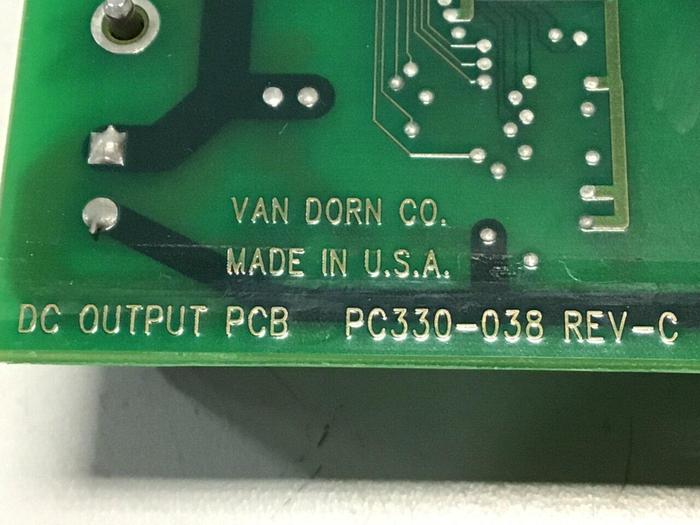 VAN DORN CO.
MADE IN U.S.A.
DC OUTPUT PCB PC330-038 REV-C